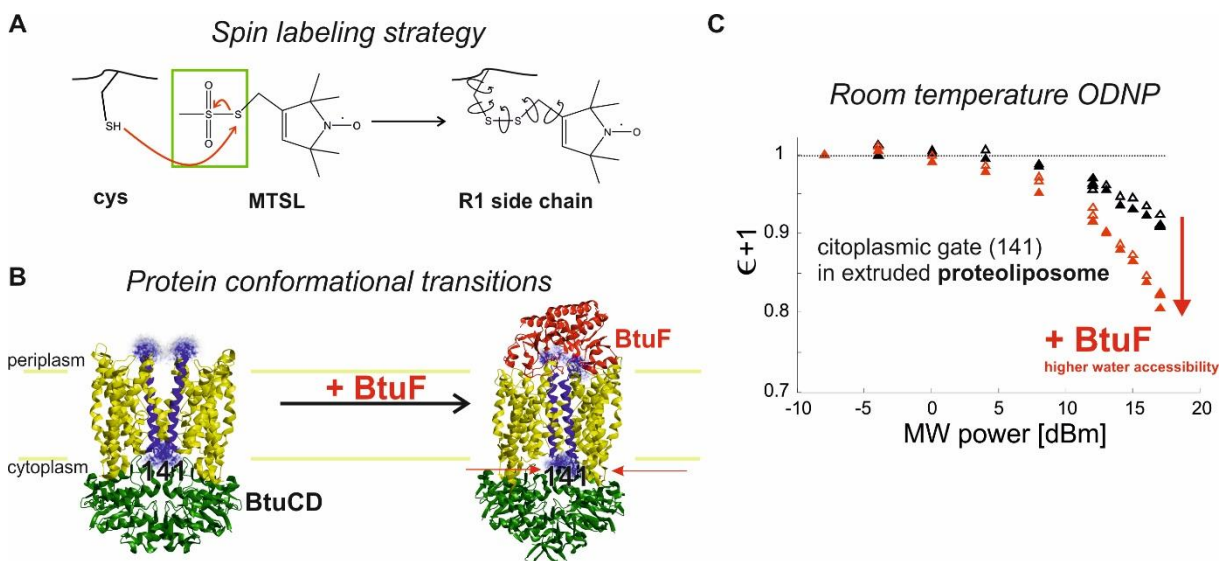 A
Spin labeling strategy
O
S
S
O
SH
N
O
cys
MTSL
S
S
N
O
R1 side chain
B
Protein conformational transitions
periplasm
cytoplasm
141
BtuCD
+ BtuF
BtuF
141
C
Room temperature ODNP
1
0.9
0.8
0.7
ϵ+1
citoplasmic gate (141)
in extruded proteoliposome
+ BtuF
higher water accessibility
-10
-5
0
5
10
15
20
MW power [dBm]